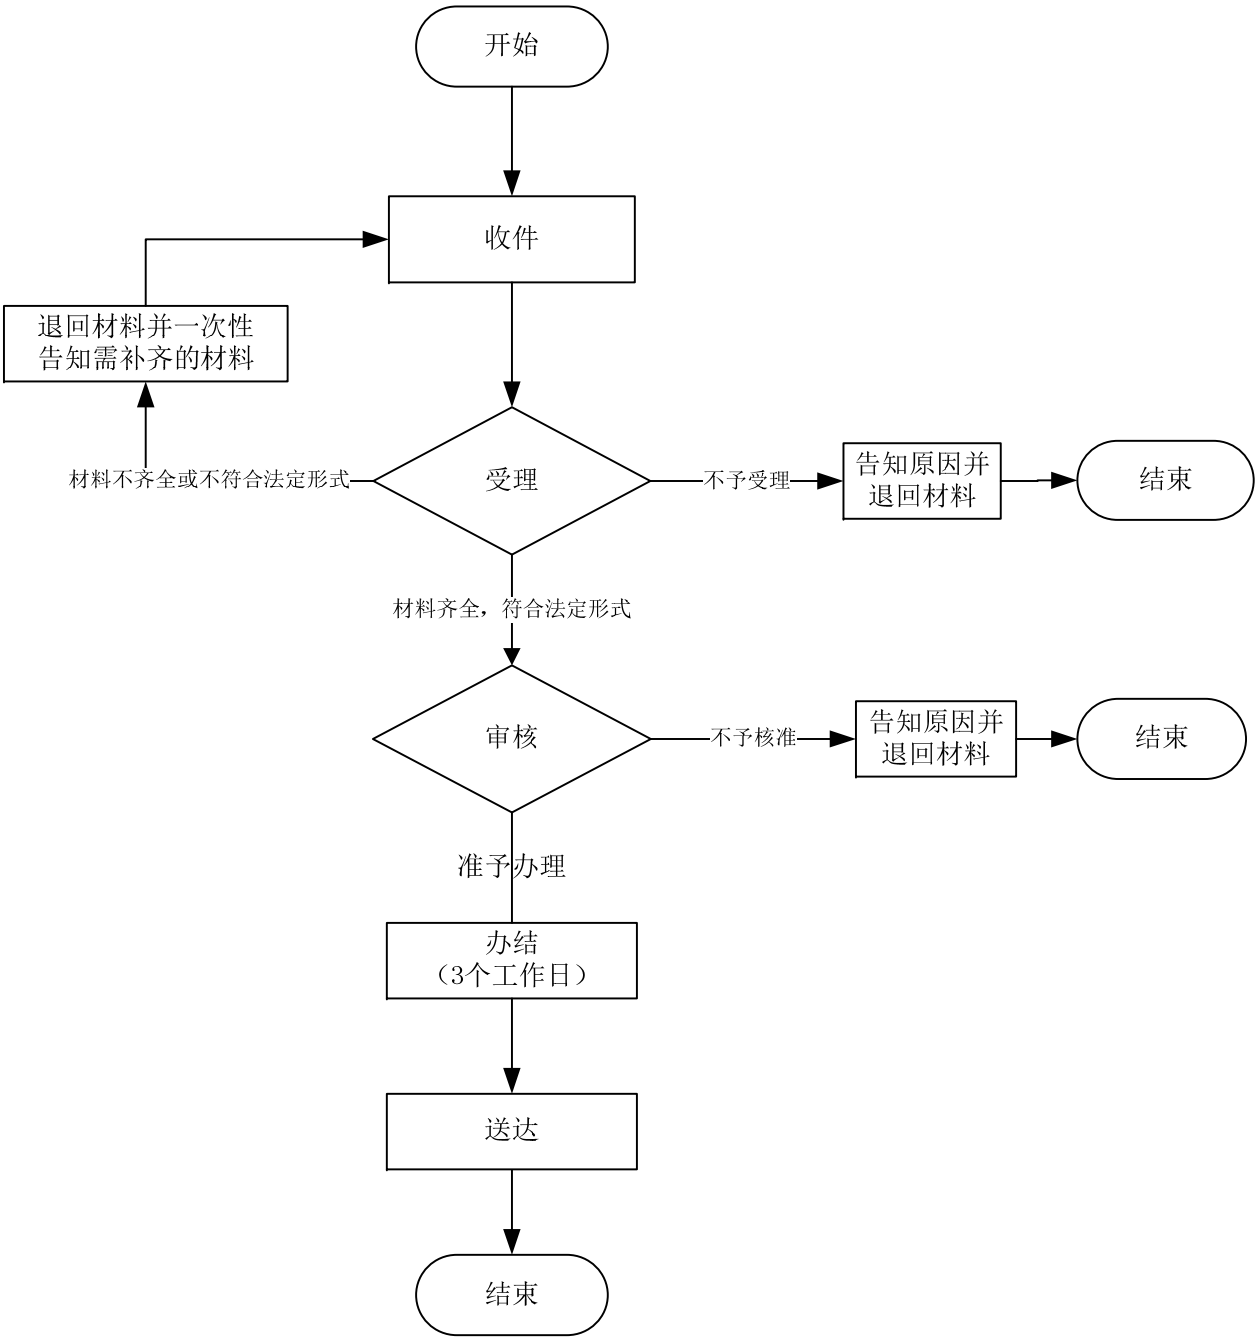 开始
收件
退回材料并一次性
告知需补齐的材料
材料不齐全或不符合法定形式
受理
不予受理
告知原因并
退回材料
结束
材料齐全，符合法定形式
审核
不予核准
告知原因并
退回材料
结束
准予办理
办结
（3个工作日）
送达
结束